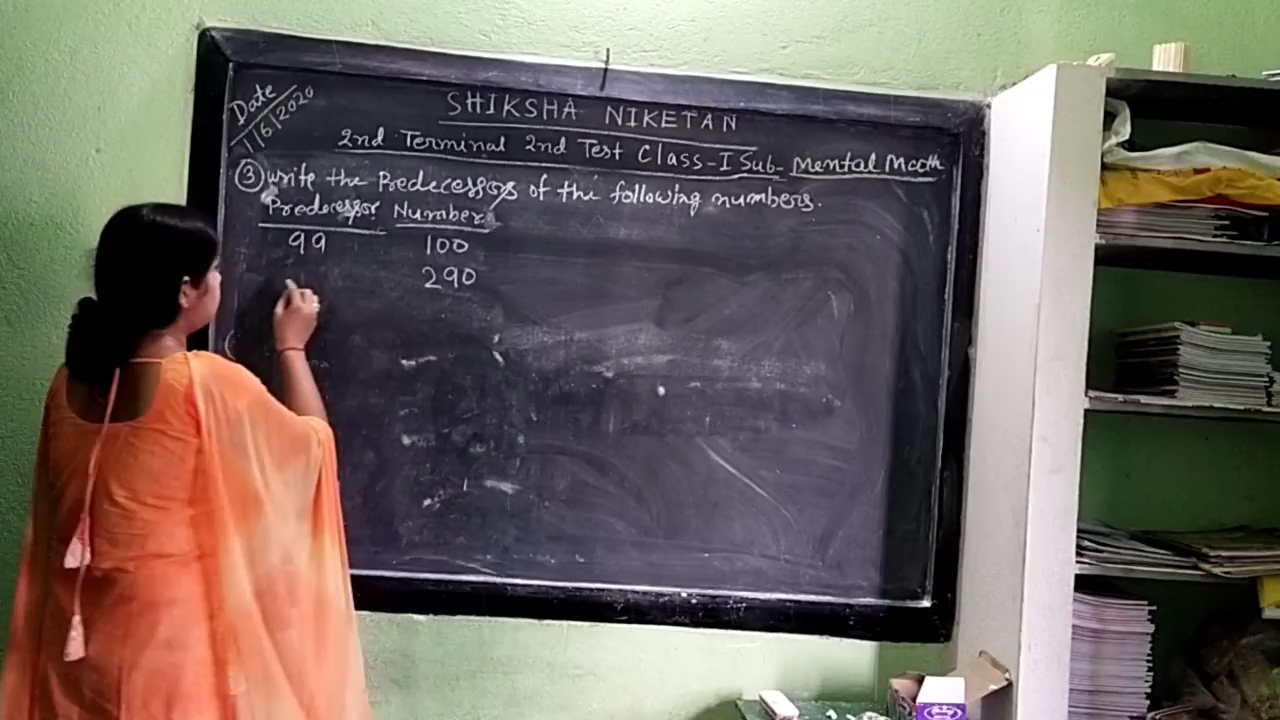 Date
1/6/2020
SHIKSHA NIKETAN
2nd Terminal 2nd Test Class-I Sub- Mental Math
③ write the Predecessors of the following numbers.
Predecessor Number
99 100
290